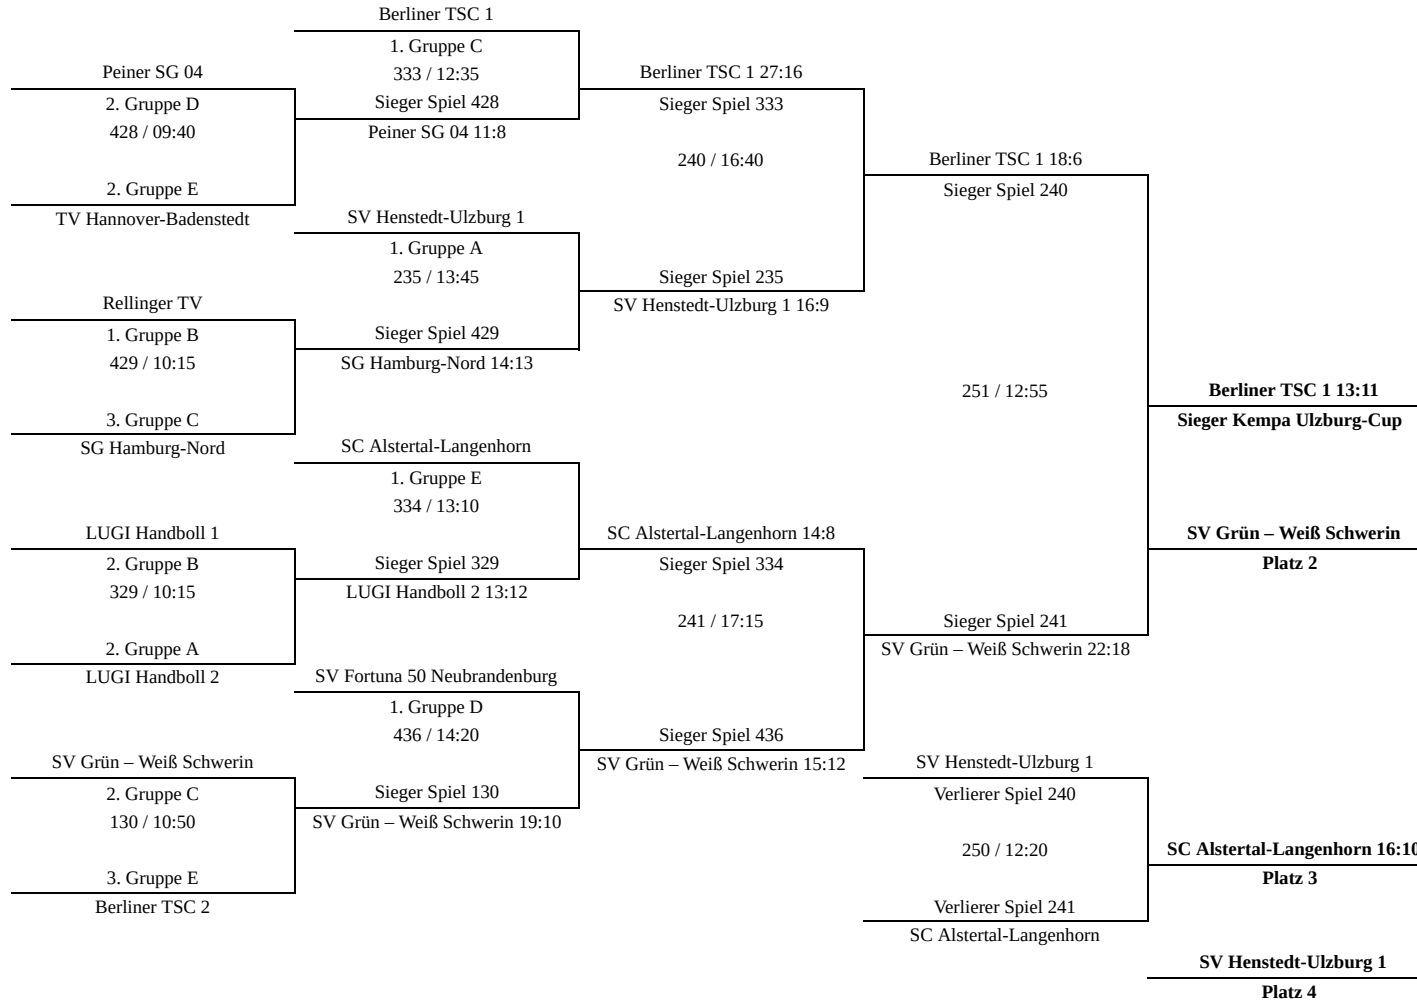 Berliner TSC 1
1. Gruppe C
333 / 12:35
Sieger Spiel 428
Peiner SG 04 11:8
Peiner SG 04
2. Gruppe D
428 / 09:40
2. Gruppe E
TV Hannover-Badenstedt
Berliner TSC 1 27:16
Sieger Spiel 333
240 / 16:40
Sieger Spiel 235
SV Henstedt-Ulzburg 1 16:9
Berliner TSC 1 18:6
Sieger Spiel 240
SV Henstedt-Ulzburg 1
1. Gruppe A
235 / 13:45
Sieger Spiel 429
SG Hamburg-Nord 14:13
Rellinger TV
1. Gruppe B
429 / 10:15
3. Gruppe C
SG Hamburg-Nord
251 / 12:55
Berliner TSC 1 13:11
Sieger Kempa Ulzburg-Cup
SC Alstertal-Langenhorn
1. Gruppe E
334 / 13:10
Sieger Spiel 329
LUGI Handboll 2 13:12
LUGI Handboll 1
2. Gruppe B
329 / 10:15
2. Gruppe A
LUGI Handboll 2
SC Alstertal-Langenhorn 14:8
Sieger Spiel 334
241 / 17:15
Sieger Spiel 436
SV Grün – Weiß Schwerin 15:12
SV Grün – Weiß Schwerin
Platz 2
Sieger Spiel 241
SV Grün – Weiß Schwerin 22:18
SV Fortuna 50 Neubrandenburg
1. Gruppe D
436 / 14:20
Sieger Spiel 130
SV Grün – Weiß Schwerin 19:10
SV Grün – Weiß Schwerin
2. Gruppe C
130 / 10:50
3. Gruppe E
Berliner TSC 2
SV Henstedt-Ulzburg 1
Verlierer Spiel 240
250 / 12:20
Verlierer Spiel 241
SC Alstertal-Langenhorn
SC Alstertal-Langenhorn 16:10
Platz 3
SV Henstedt-Ulzburg 1
Platz 4